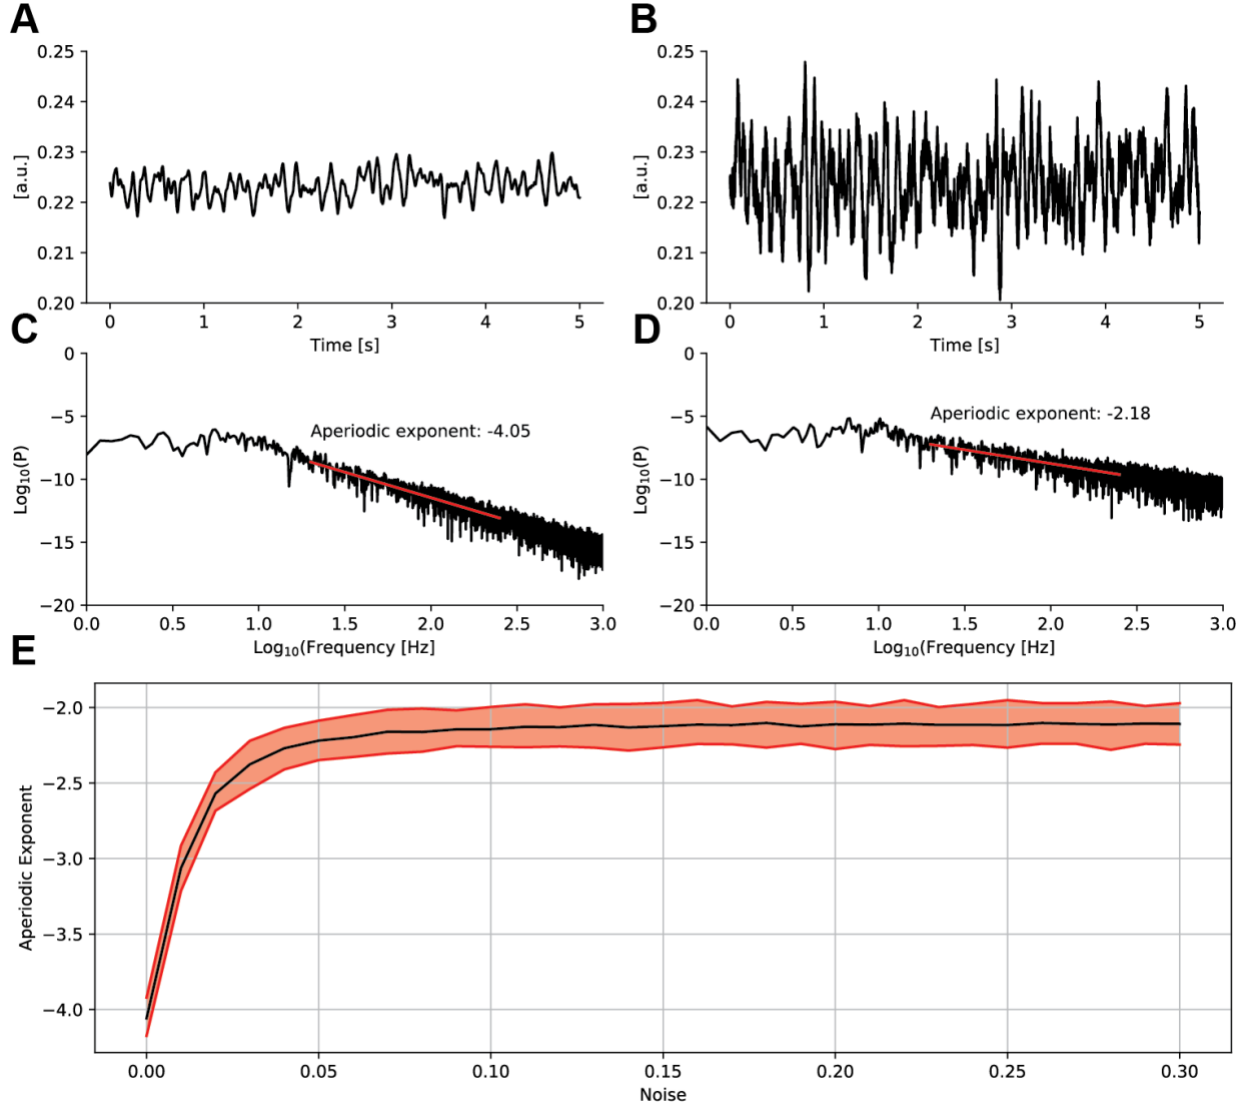 A
B
0.25
0.24
0.23
0.22
0.21
0.20
[a.u.]
0 1 2 3 4 5
Time [s]
0.25
0.24
0.23
0.22
0.21
0.20
[a.u.]
0 1 2 3 4 5
Time [s]
C
D
0
−5
−10
−15
−20
Log10(P)
Aperiodic exponent: -4.05
0.0 0.5 1.0 1.5 2.0 2.5 3.0
Log10(Frequency [Hz]
0
−5
−10
−15
−20
Log10(P)
Aperiodic exponent: -2.18
0.0 0.5 1.0 1.5 2.0 2.5 3.0
Log10(Frequency [Hz]
E
−2.0
−2.5
−3.0
−3.5
−4.0
Aperiodic Exponent
0.00 0.05 0.10 0.15 0.20 0.25 0.30
Noise